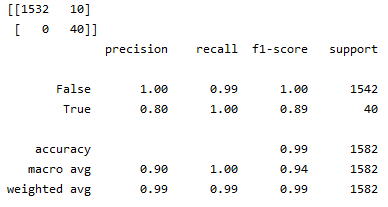 [[1532 10]
[ 0 40]]
precision recall f1-score support
False 1.00 0.99 1.00 1542
True 0.80 1.00 0.89 40
accuracy 0.99 1582
macro avg 0.90 1.00 0.94 1582
weighted avg 0.99 0.99 0.99 1582